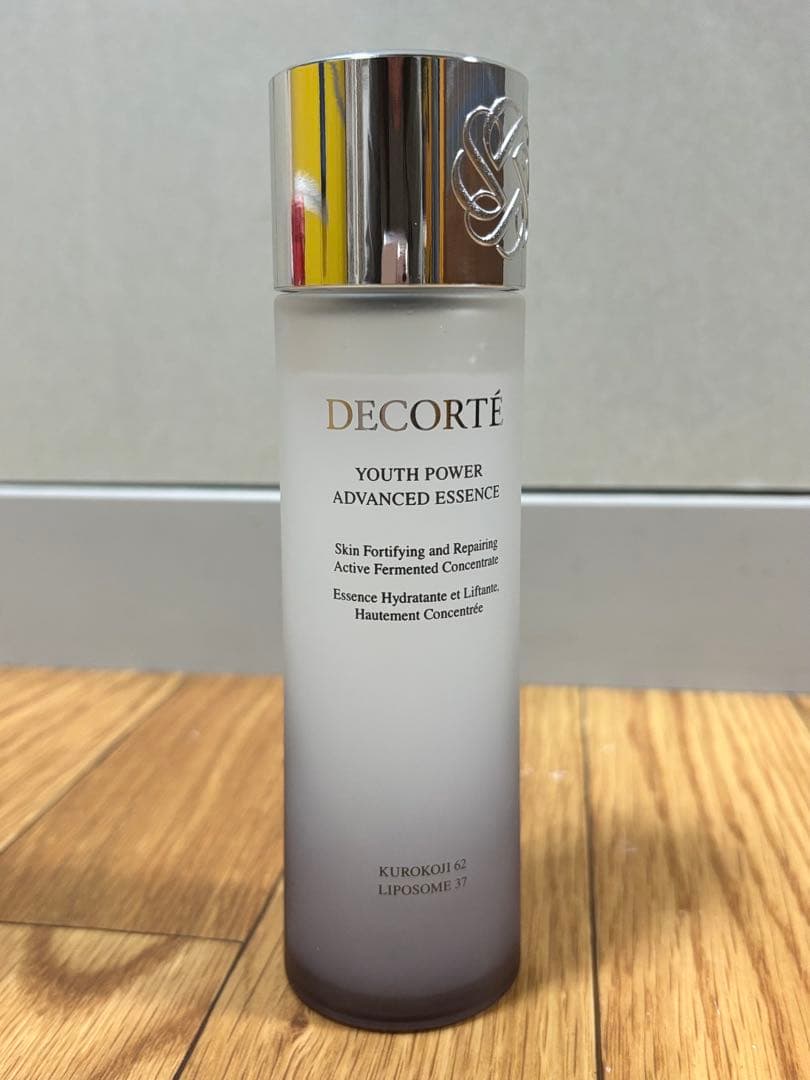 DECORTÉ
YOUTH POWER
ADVANCED ESSENCE
Skin Fortifying and Repairing
Active Fermented Concentrate
Essence Hydratante et Liftante,
Hautement Concentrée
KUROKOJI 62
LIPOSOME 37